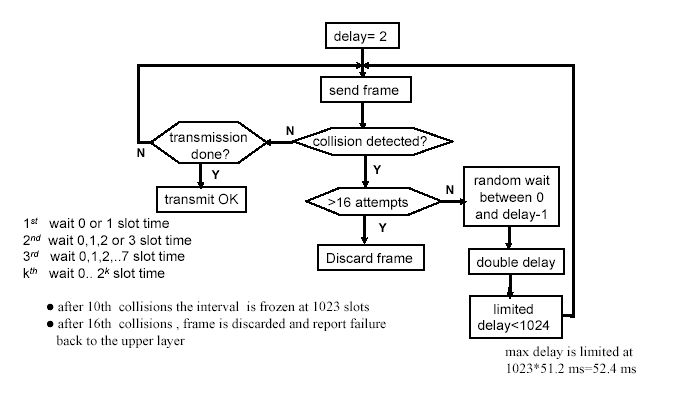 delay= 2
send frame
collision detected?
N
transmission
done?
N
Y
transmit OK
Y
>16 attempts
N
Y
Discard frame
random wait
between 0
and delay-1
double delay
limited
delay<1024
1st wait 0 or 1 slot time
2nd wait 0,1,2 or 3 slot time
3rd wait 0,1,2,..7 slot time
kth wait 0.. 2k slot time
● after 10th collisions the interval is frozen at 1023 slots
● after 16th collisions , frame is discarded and report failure
back to the upper layer
max delay is limited at
1023*51.2 ms=52.4 ms